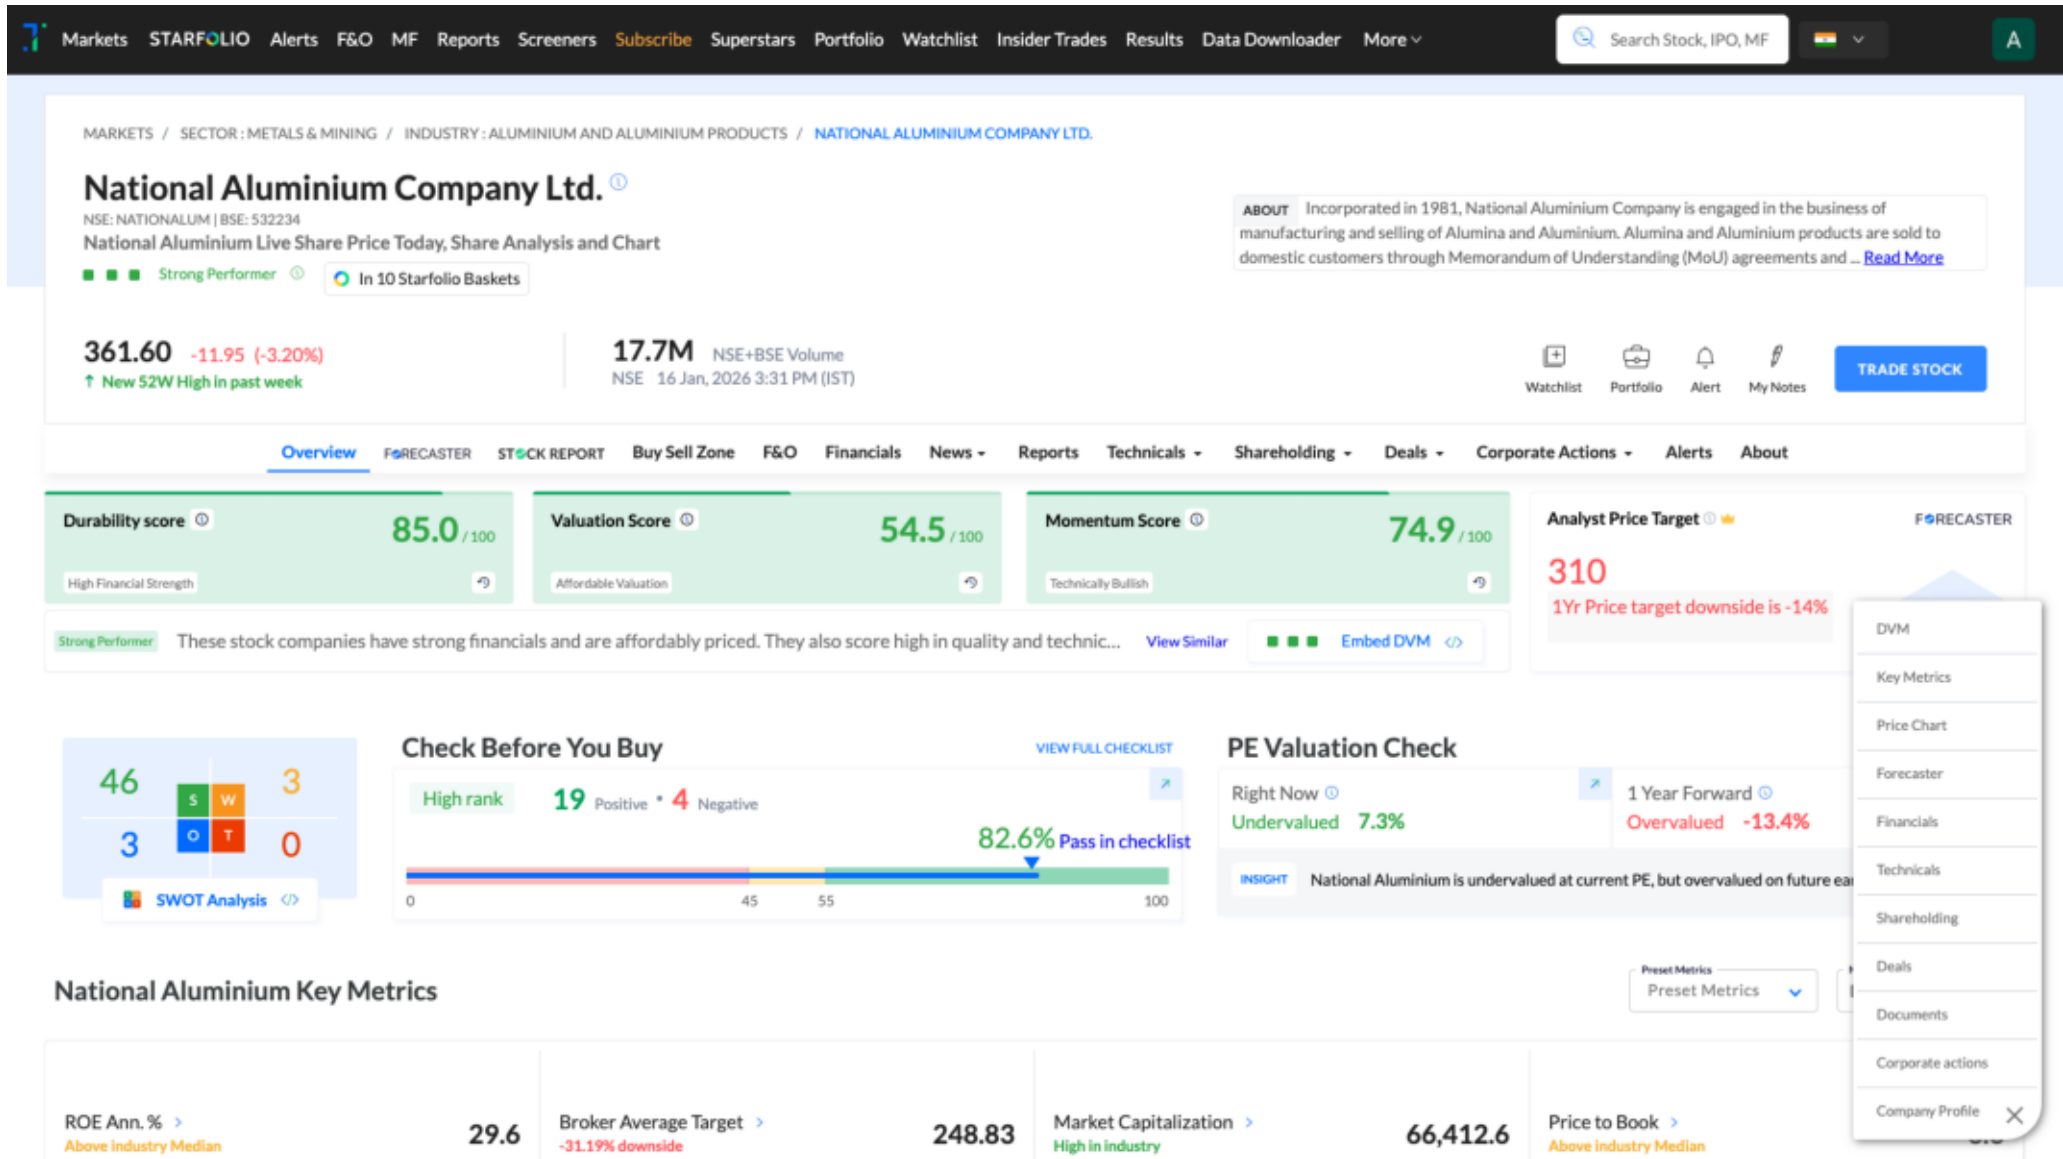 Markets STARFOLIO Alerts F&O MF Reports Screeners Subscribe Superstars Portfolio Watchlist Insider Trades Results Data Downloader More Search Stock, IPO, MF A
MARKETS / SECTOR : METALS & MINING / INDUSTRY : ALUMINIUM AND ALUMINIUM PRODUCTS / NATIONAL ALUMINIUM COMPANY LTD.
National Aluminium Company Ltd.
NSE: NATIONALUM | BSE: 532234
National Aluminium Live Share Price Today, Share Analysis and Chart
Strong Performer In 10 Starfolio Baskets
ABOUT Incorporated in 1981, National Aluminium Company is engaged in the business of
manufacturing and selling of Alumina and Aluminium. Alumina and Aluminium products are sold to
domestic customers through Memorandum of Understanding (MoU) agreements and ... Read More
361.60 -11.95 (-3.20%)
↑ New 52W High in past week
17.7M NSE+BSE Volume
NSE 16 Jan, 2026 3:31 PM (IST)
Watchlist Portfolio Alert My Notes TRADE STOCK
Overview FORECASTER STOCK REPORT Buy Sell Zone F&O Financials News Reports Technicals Shareholding Deals Corporate Actions Alerts About
Durability score 85.0 / 100
High Financial Strength
Valuation Score 54.5 / 100
Affordable Valuation
Momentum Score 74.9 / 100
Technically Bullish
Analyst Price Target FORECASTER
310
1Yr Price target downside is -14%
Strong Performer These stock companies have strong financials and are affordably priced. They also score high in quality and technic... View Similar Embed DVM </>
46 3
S W
O T
3 0
SWOT Analysis </>
Check Before You Buy VIEW FULL CHECKLIST
High rank 19 Positive • 4 Negative
82.6% Pass in checklist
0 45 55 100
PE Valuation Check
Right Now
Undervalued 7.3%
1 Year Forward
Overvalued -13.4%
INSIGHT National Aluminium is undervalued at current PE, but overvalued on future
DVM
Key Metrics
Price Chart
Forecaster
Financials
Technicals
Shareholding
Deals
Documents
Corporate actions
Company Profile
National Aluminium Key Metrics
Preset Metrics
Preset Metrics
ROE Ann. % 29.6
Above industry Median
Broker Average Target 248.83
-31.19% downside
Market Capitalization 66,412.6
High in industry
Price to Book
Above industry Median